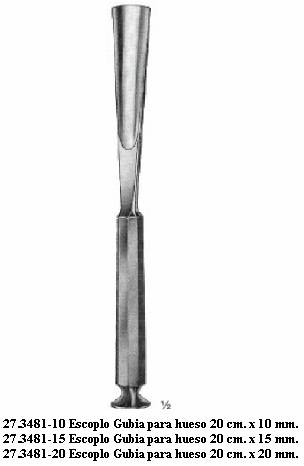 ½
27.3481-10 Escoplo Gubia para hueso 20 cm. x 10 mm.
27.3481-15 Escoplo Gubia para hueso 20 cm. x 15 mm.
27.3481-20 Escoplo Gubia para hueso 20 cm. x 20 mm.